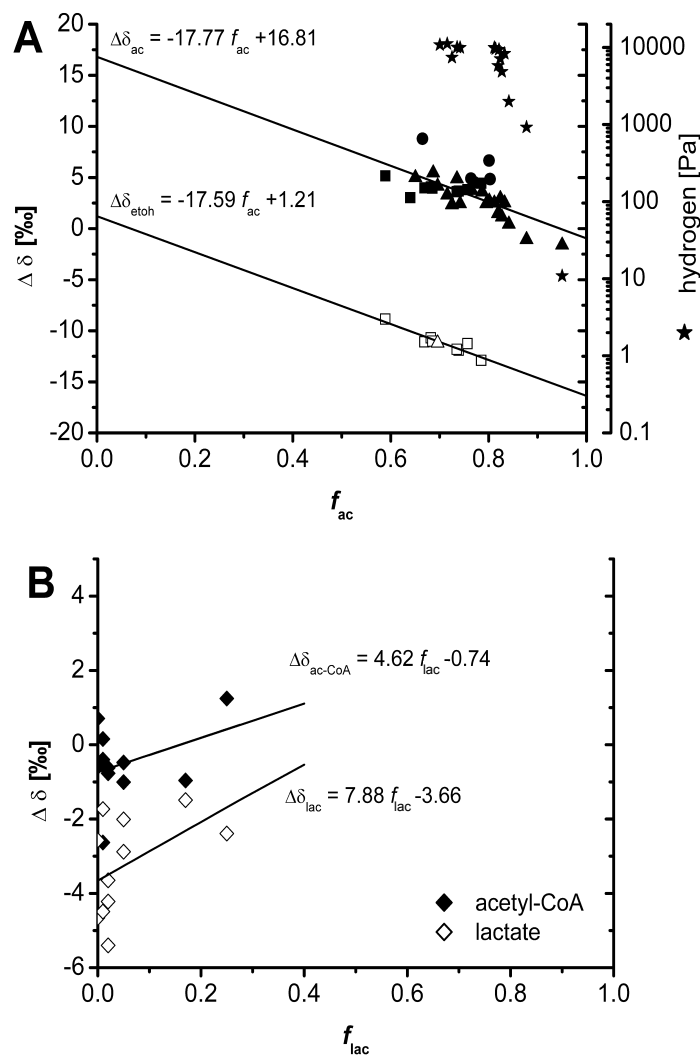 A
Δδac = -17.77 fac +16.81
Δδetoh = -17.59 fac +1.21
20
15
10
5
0
-5
-10
-15
-20
Δ δ [‰]
10000
1000
100
10
1
0.1
★ hydrogen [Pa]
0.0 0.2 0.4 0.6 0.8 1.0
fac
B
4
2
0
-2
-4
-6
Δ δ [‰]
Δδac-CoA = 4.62 flac -0.74
Δδlac = 7.88 flac -3.66
acetyl-CoA
lactate
0.0 0.2 0.4 0.6 0.8 1.0
flac